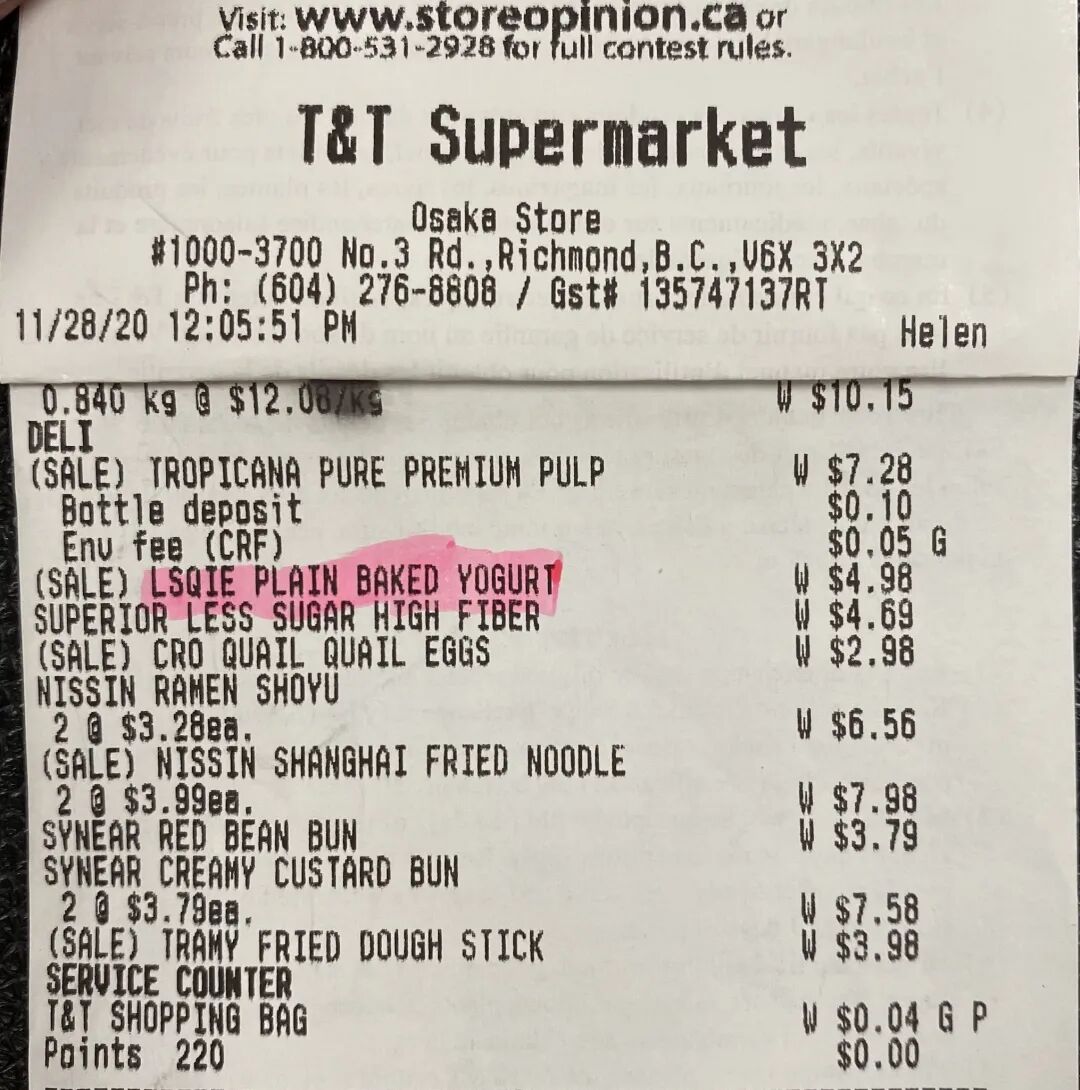 Visit: www.storeopinion.ca or
Call 1-800-531-2928 for full contest rules.
T&T Supermarket
Osaka Store
#1000-3700 No.3 Rd.,Richmond,B.C.,V6X 3X2
Ph: (604) 276-8808 / Gst# 135747137RT
11/28/20 12:05:51 PM Helen
0.840 kg @ $12.08/kg W $10.15
DELI
(SALE) TROPICANA PURE PREMIUM PULP W $7.28
Bottle deposit $0.10
Env fee (CRF) $0.05 G
(SALE) LSQIE PLAIN BAKED YOGURT W $4.98
SUPERIOR LESS SUGAR HIGH FIBER W $4.69
(SALE) CRO QUAIL QUAIL EGGS W $2.98
NISSIN RAMEN SHOYU
2 @ $3.28ea. W $6.56
(SALE) NISSIN SHANGHAI FRIED NOODLE
2 @ $3.99ea. W $7.98
SYNEAR RED BEAN BUN W $3.79
SYNEAR CREAMY CUSTARD BUN
2 @ $3.79ea. W $7.58
(SALE) TRAMY FRIED DOUGH STICK W $3.98
SERVICE COUNTER
T&T SHOPPING BAG W $0.04 G P
Points 220 $0.00